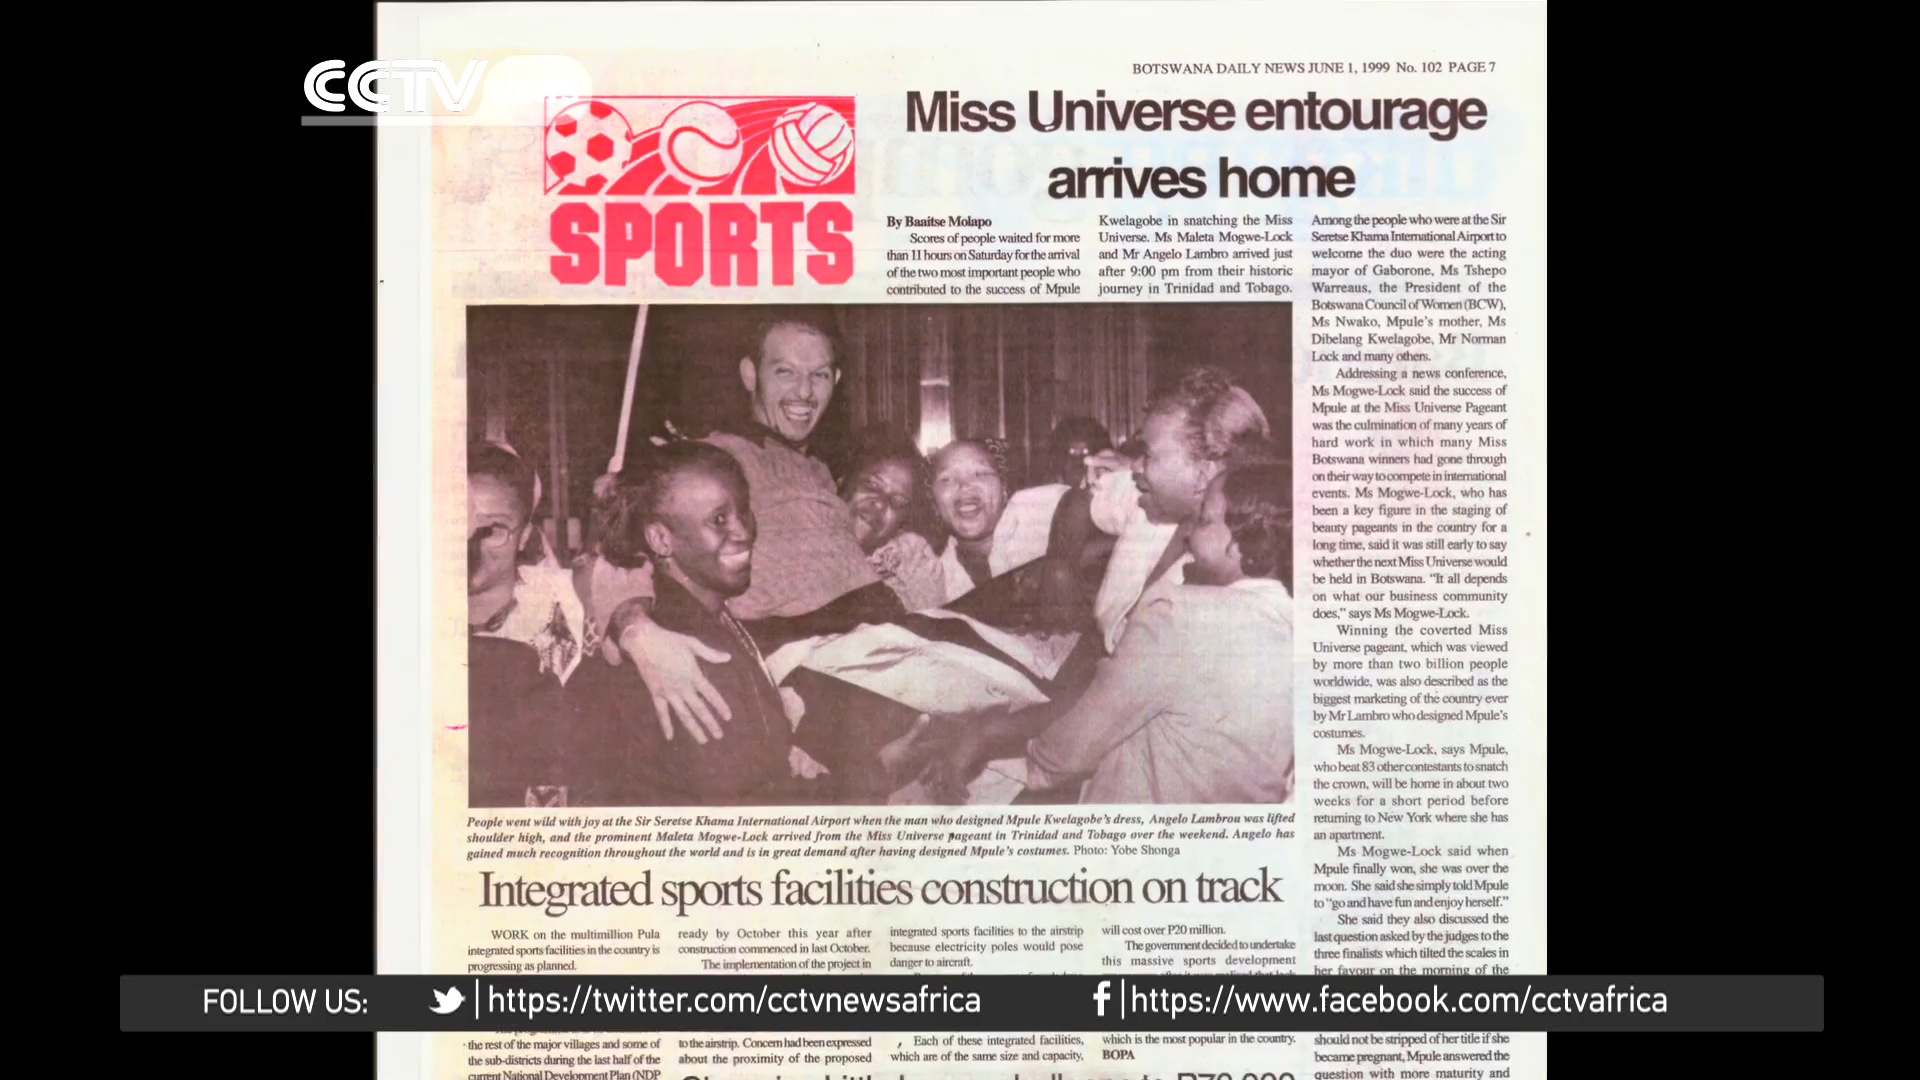 CCTV
BOTSWANA DAILY NEWS JUNE 1, 1999 No. 102 PAGE 7
SPORTS
Miss Universe entourage
arrives home
By Baaitse Molapo
Scores of people waited for more
than 11 hours on Saturday for the arrival
of the two most important people who
contributed to the success of Mpule
Kwelagobe in snatching the Miss
Universe. Ms Maleta Mogwe-Lock
and Mr Angelo Lambro arrived just
after 9:00 pm from their historic
journey in Trinidad and Tobago.
Among the people who were at the Sir
Seretse Khama International Airport to
welcome the duo were the acting
mayor of Gaborone, Ms Tshepo
Warreaus, the President of the
Botswana Council of Women (BCW),
Ms Nwako, Mpule's mother, Ms
Dibelang Kwelagobe, Mr Norman
Lock and many others.
Addressing a news conference,
Ms Mogwe-Lock said the success of
Mpule at the Miss Universe Pageant
was the culmination of many years of
hard work in which many Miss
Botswana winners had gone through
on their way to compete in international
events. Ms Mogwe-Lock, who has
been a key figure in the staging of
beauty pageants in the country for a
long time, said it was still early to say
whether the next Miss Universe would
be held in Botswana. "It all depends
on what our business community
does," says Ms Mogwe-Lock.
Winning the coverted Miss
Universe pageant, which was viewed
by more than two billion people
worldwide, was also described as the
biggest marketing of the country ever
by Mr Lambro who designed Mpule's
costumes.
Ms Mogwe-Lock, says Mpule,
who beat 83 other contestants to snatch
the crown, will be home in about two
weeks for a short period before
returning to New York where she has
an apartment.
Ms Mogwe-Lock said when
Mpule finally won, she was over the
moon. She said she simply told Mpule
to "go and have fun and enjoy herself."
She said they also discussed the
last question asked by the judges to the
three finalists which tilted the scales in
her favour on the morning of the
should not be stripped of her title if she
became pregnant, Mpule answered the
question with more maturity and
People went wild with joy at the Sir Seretse Khama International Airport when the man who designed Mpule Kwelagobe's dress, Angelo Lambrou was lifted
shoulder high, and the prominent Maleta Mogwe-Lock arrived from the Miss Universe pageant in Trinidad and Tobago over the weekend. Angelo has
gained much recognition throughout the world and is in great demand after having designed Mpule's costumes. Photo: Yobe Shonga
Integrated sports facilities construction on track
WORK on the multimillion Pula
integrated sports facilities in the country is
progressing as planned.
the rest of the major villages and some of
the sub-districts during the last half of the
current National Development Plan (NDP
ready by October this year after
construction commenced in last October.
The implementation of the project in
to the airstrip. Concern had been expressed
about the proximity of the proposed
integrated sports facilities to the airstrip
because electricity poles would pose
danger to aircraft.
Each of these integrated facilities,
which are of the same size and capacity,
will cost over P20 million.
The government decided to undertake
this massive sports development
which is the most popular in the country.
BOPA
FOLLOW US: https://twitter.com/cctvnewsafrica https://www.facebook.com/cctvafrica